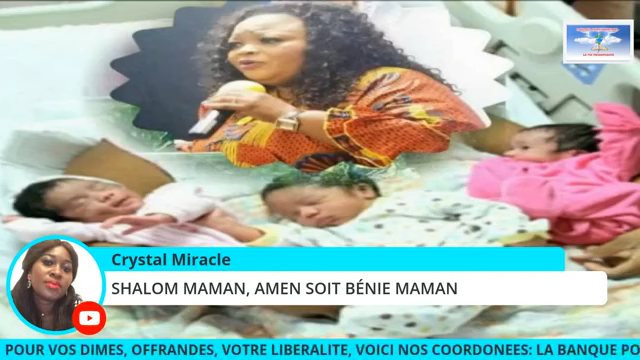 Crystal Miracle
SHALOM MAMAN, AMEN SOIT BÉNIE MAMAN
POUR VOS DIMES, OFFRANDES, VOTRE LIBERALITE, VOICI NOS COORDONEES: LA BANQUE PO